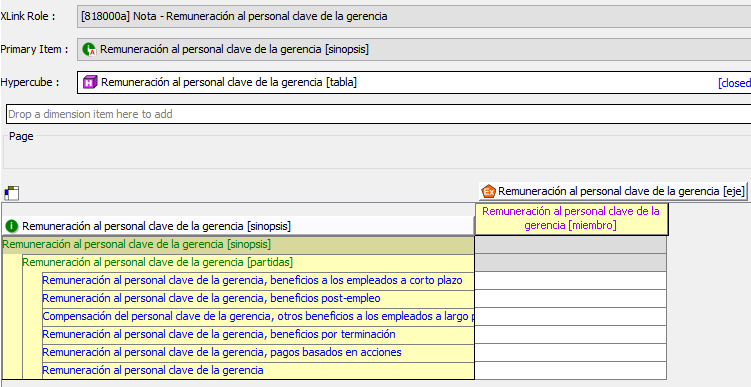 XLink Role : [818000a] Nota - Remuneración al personal clave de la gerencia
Primary Item : Remuneración al personal clave de la gerencia [sinopsis]
Hypercube : Remuneración al personal clave de la gerencia [tabla] [closed
Drop a dimension item here to add
Page
Remuneración al personal clave de la gerencia [eje]
Remuneración al personal clave de la gerencia [sinopsis]
Remuneración al personal clave de la
gerencia [miembro]
Remuneración al personal clave de la gerencia [sinopsis]
Remuneración al personal clave de la gerencia [partidas]
Remuneración al personal clave de la gerencia, beneficios a los empleados a corto plazo
Remuneración al personal clave de la gerencia, beneficios post-empleo
Compensación del personal clave de la gerencia, otros beneficios a los empleados a largo p
Remuneración al personal clave de la gerencia, beneficios por terminación
Remuneración al personal clave de la gerencia, pagos basados en acciones
Remuneración al personal clave de la gerencia